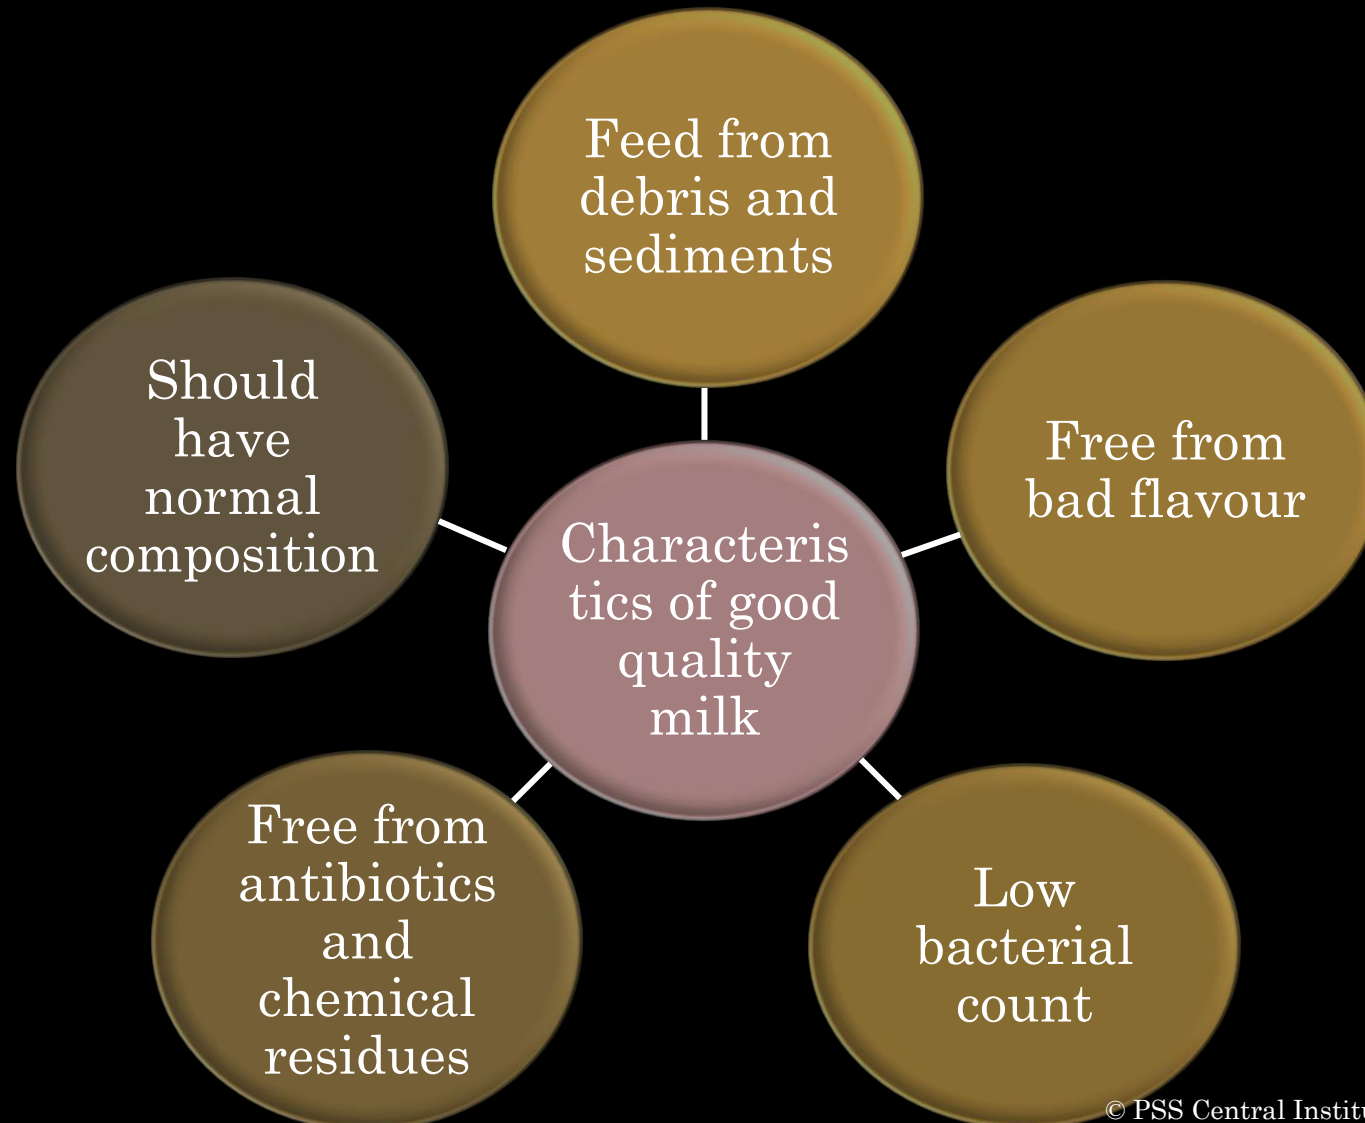 Feed from
debris and
sediments
Free from
bad flavour
Low
bacterial
count
Free from
antibiotics
and
chemical
residues
Should
have
normal
composition
Characteris
tics of good
quality
milk
© PSS Central Institu